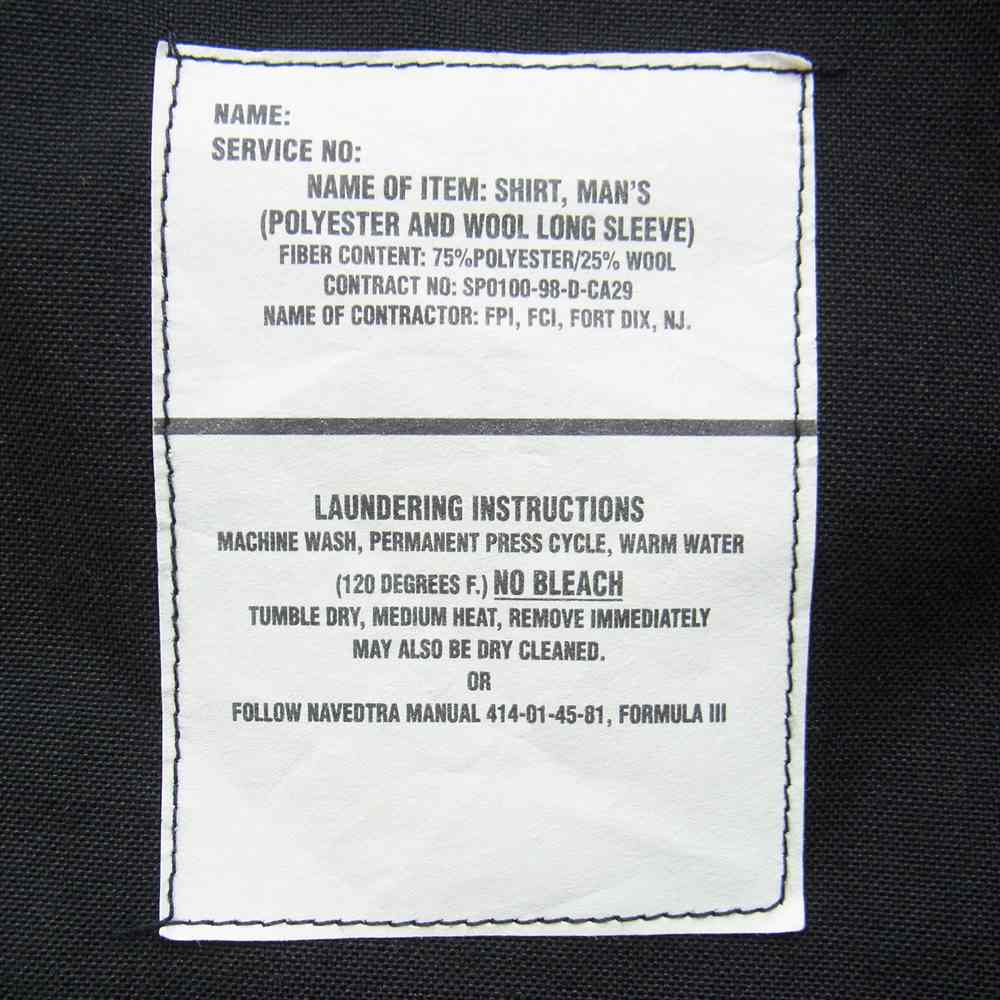 NAME:
SERVICE NO:
NAME OF ITEM: SHIRT, MAN'S
(POLYESTER AND WOOL LONG SLEEVE)
FIBER CONTENT: 75%POLYESTER/25% WOOL
CONTRACT NO: SP0100-98-D-CA29
NAME OF CONTRACTOR: FPI, FCI, FORT DIX, NJ.
LAUNDERING INSTRUCTIONS
MACHINE WASH, PERMANENT PRESS CYCLE, WARM WATER
(120 DEGREES F.) NO BLEACH
TUMBLE DRY, MEDIUM HEAT, REMOVE IMMEDIATELY
MAY ALSO BE DRY CLEANED.
OR
FOLLOW NAVEDTRA MANUAL 414-01-45-81, FORMULA III